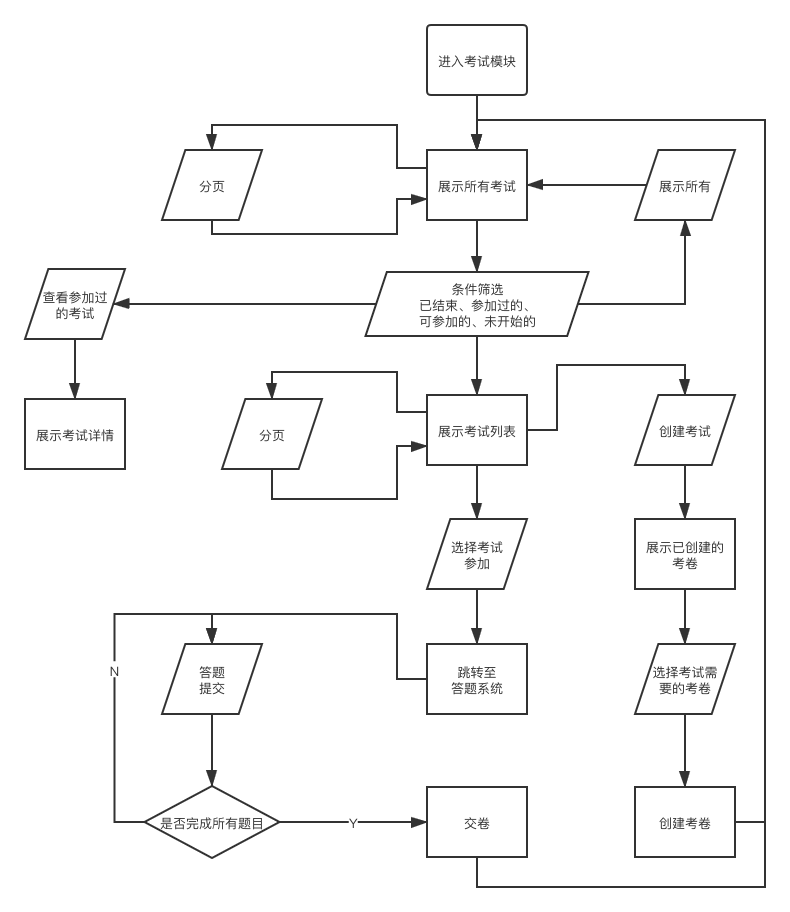 进入考试模块
分页
展示所有考试
展示所有
查看参加过
的考试
条件筛选
已结束、参加过的、
可参加的、未开始的
展示考试详情
分页
展示考试列表
创建考试
选择考试
参加
展示已创建的
考卷
N
答题
提交
跳转至
答题系统
选择考试需
要的考卷
是否完成所有题目
Y
交卷
创建考卷